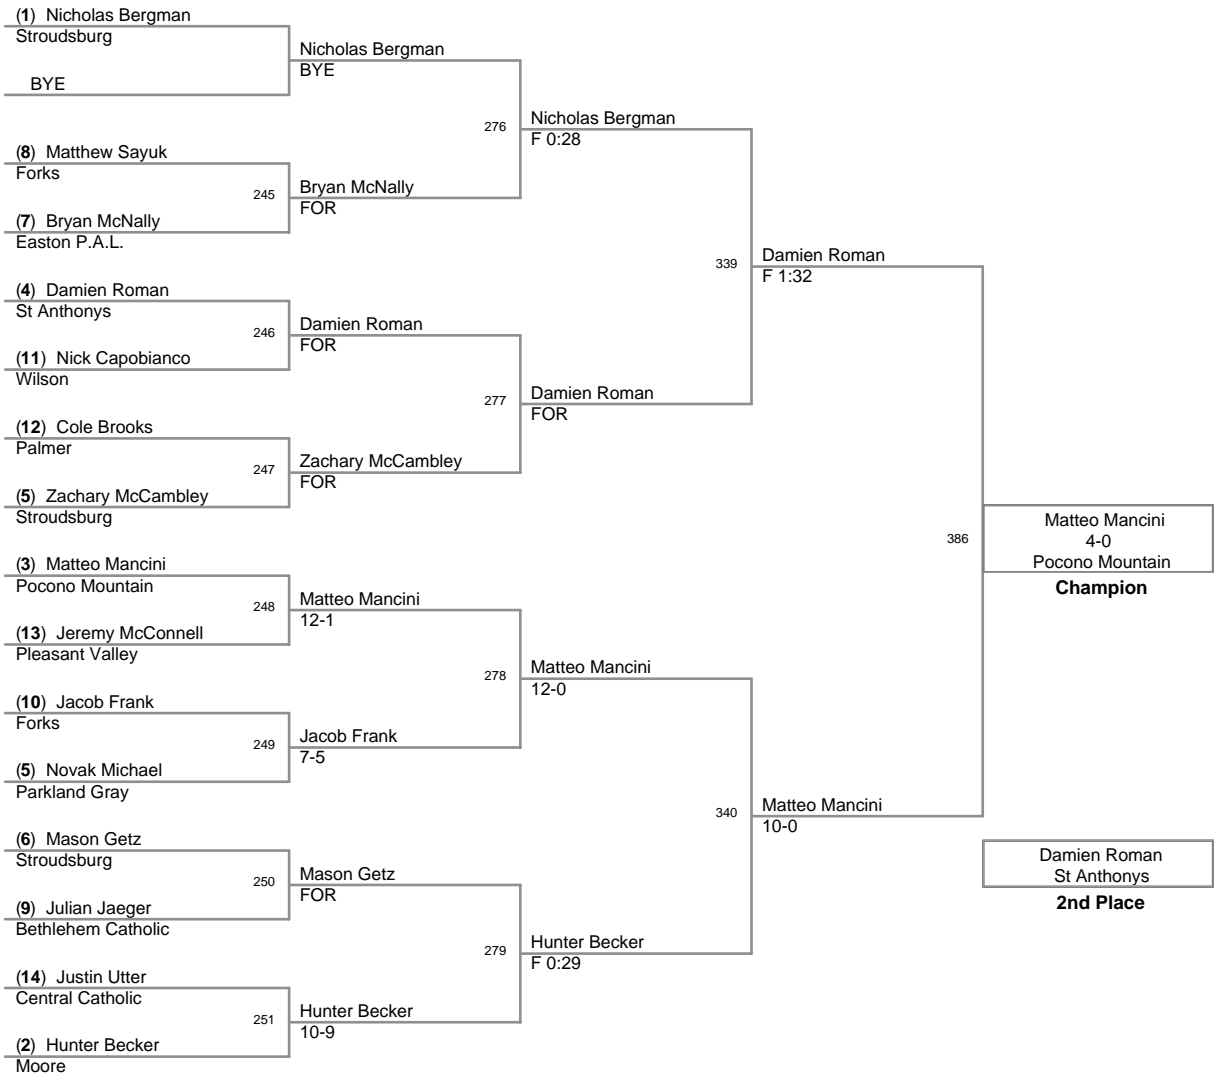 (1) Nicholas Bergman
Stroudsburg
BYE
(8) Matthew Sayuk
Forks
(7) Bryan McNally
Easton P.A.L.
(4) Damien Roman
St Anthonys
(11) Nick Capobianco
Wilson
(12) Cole Brooks
Palmer
(5) Zachary McCambley
Stroudsburg
(3) Matteo Mancini
Pocono Mountain
(13) Jeremy McConnell
Pleasant Valley
(10) Jacob Frank
Forks
(5) Novak Michael
Parkland Gray
(6) Mason Getz
Stroudsburg
(9) Julian Jaeger
Bethlehem Catholic
(14) Justin Utter
Central Catholic
(2) Hunter Becker
Moore
Nicholas Bergman
BYE
245
Bryan McNally
FOR
246
Damien Roman
FOR
247
Zachary McCambley
FOR
248
Matteo Mancini
12-1
249
Jacob Frank
7-5
250
Mason Getz
FOR
251
Hunter Becker
10-9
276
Nicholas Bergman
F 0:28
277
Damien Roman
FOR
278
Matteo Mancini
12-0
279
Hunter Becker
F 0:29
339
Damien Roman
F 1:32
340
Matteo Mancini
10-0
386
Matteo Mancini
4-0
Pocono Mountain
Champion
Damien Roman
St Anthonys
2nd Place